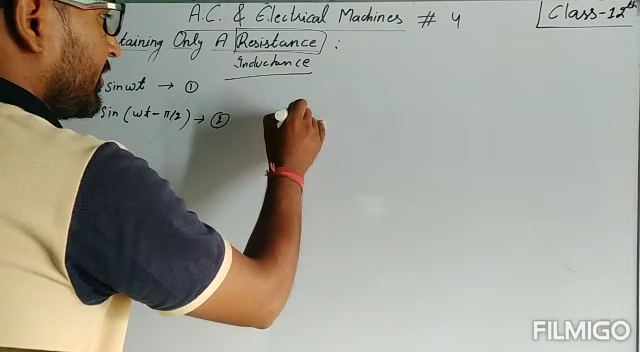 A.C. & Electrical Machines # 4
Class-12th
taining Only A Resistance :
Inductance
sinωt → ①
sin (ωt - π/2) → ②
FILMIGO